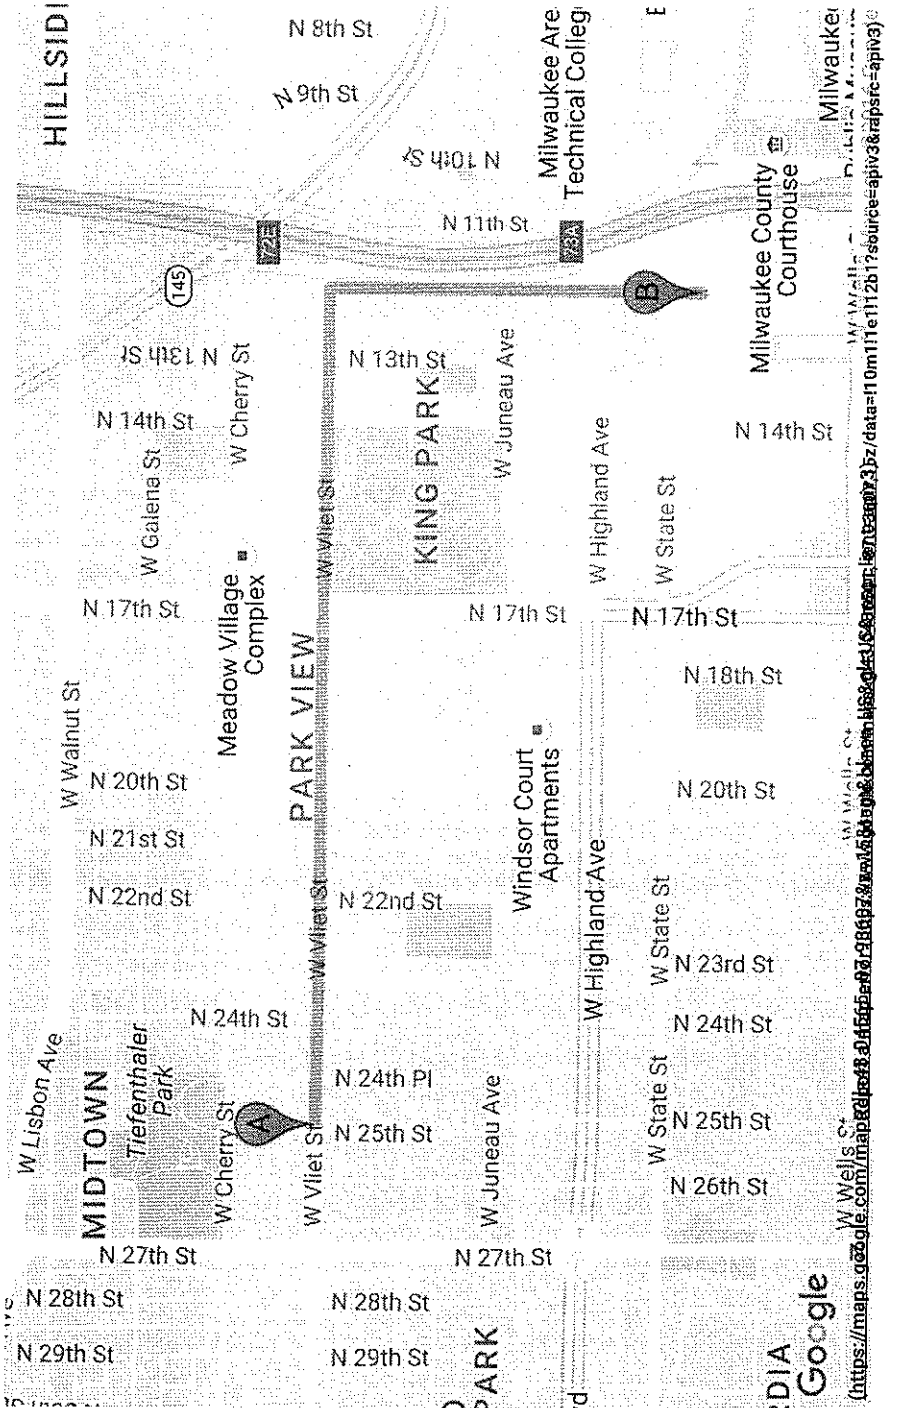 HILLSIDI
N 8th St
Milwaukee Are
Technical Colleg
Milwaukee
N 9th St
N 10th St
N 11th St
72E
73A
Milwaukee County
Courthouse
145
B
N 13th St
W Cherry St
N 13th St
W Juneau Ave
N 14th St
KING PARK
N 14th St
W Galena St
W Vliet St
W Highland Ave
W State St
Meadow Village
Complex
N 17th St
N 17th St
N 17th St
PARK VIEW
N 18th St
W Walnut St
N 20th St
Windsor Court
Apartments
N 20th St
N 21st St
N 22nd St
W Vliet St
N 22nd St
W Highland Ave
W State St
N 23rd St
N 24th St
N 24th St
W Lisbon Ave
MIDTOWN
Tiefenthaler
Park
N 24th Pl
A
W Cherry St
W Vliet St
N 25th St
W Juneau Ave
W State St
N 25th St
N 26th St
W Wells St
N 27th St
N 27th St
N 28th St
N 28th St
N 29th St
N 29th St
PARK
RDIA
Google